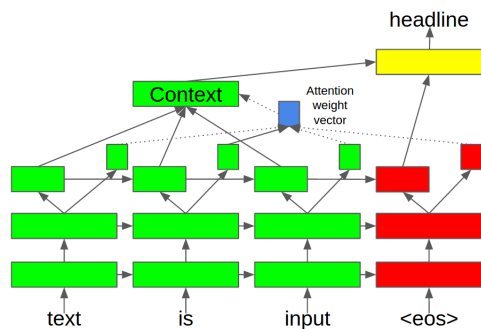 headline
Context
Attention
weight
vector
text
is
input
<eos>